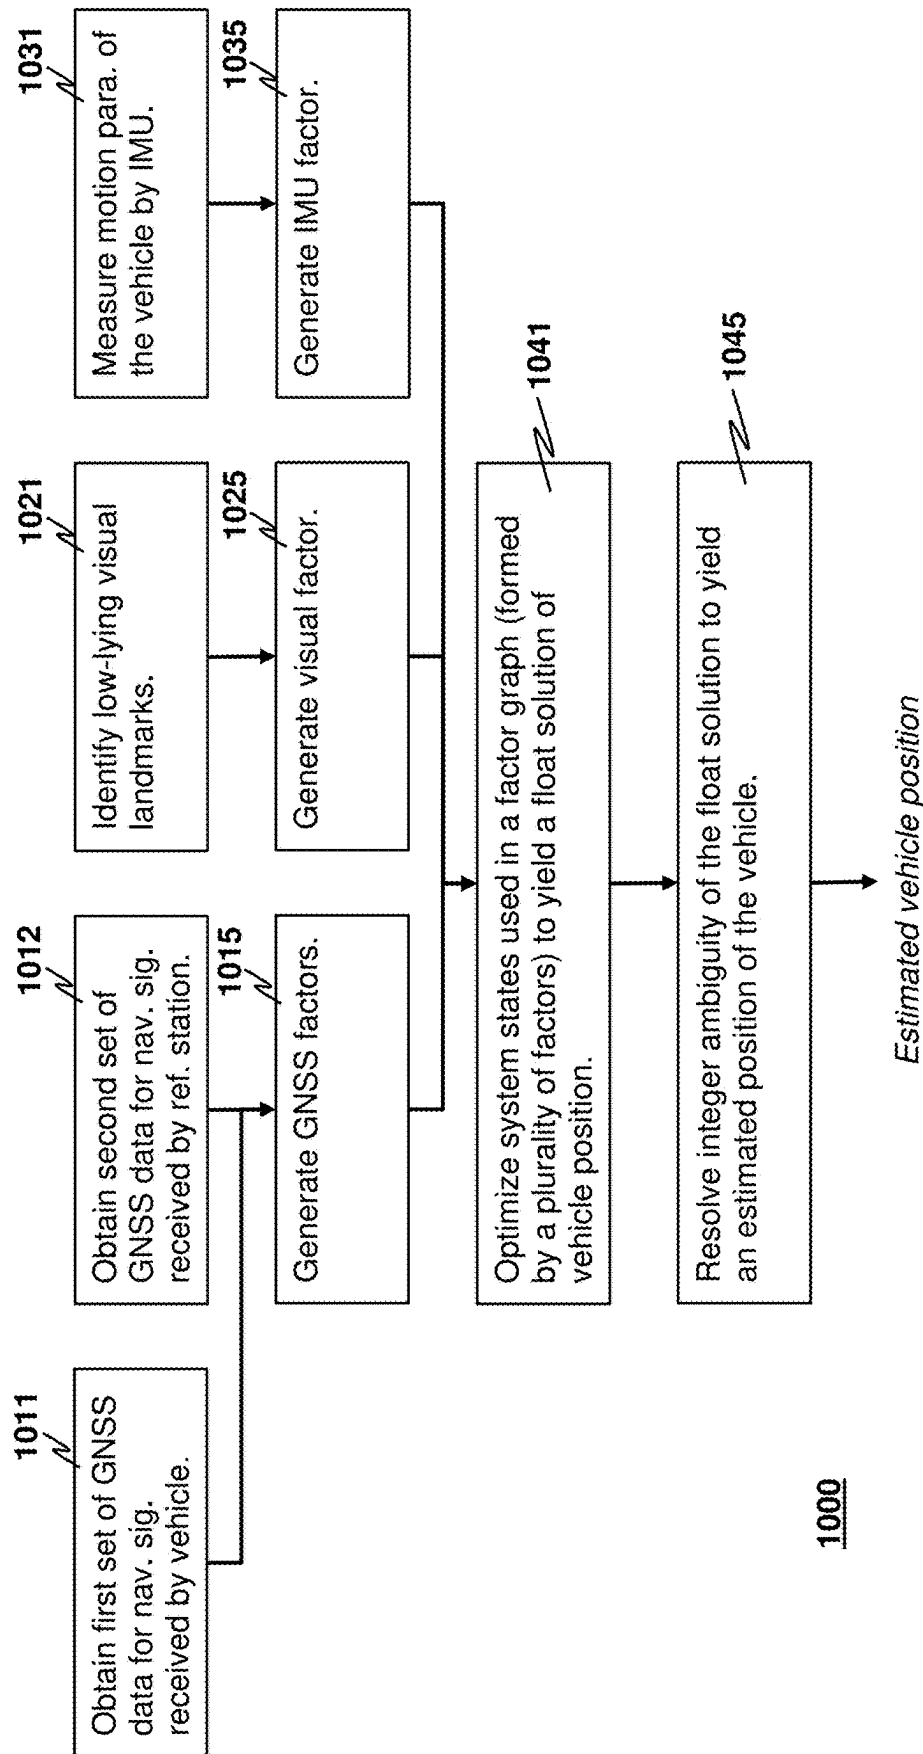 1011
Obtain first set of GNSS
data for nav. sig.
received by vehicle.
1012
Obtain second set of
GNSS data for nav. sig.
received by ref. station.
1021
Identify low-lying visual
landmarks.
1031
Measure motion para. of
the vehicle by IMU.
1015
Generate GNSS factors.
1025
Generate visual factor.
1035
Generate IMU factor.
1041
Optimize system states used in a factor graph (formed
by a plurality of factors) to yield a float solution of
vehicle position.
1045
Resolve integer ambiguity of the float solution to yield
an estimated position of the vehicle.
Estimated vehicle position
1000